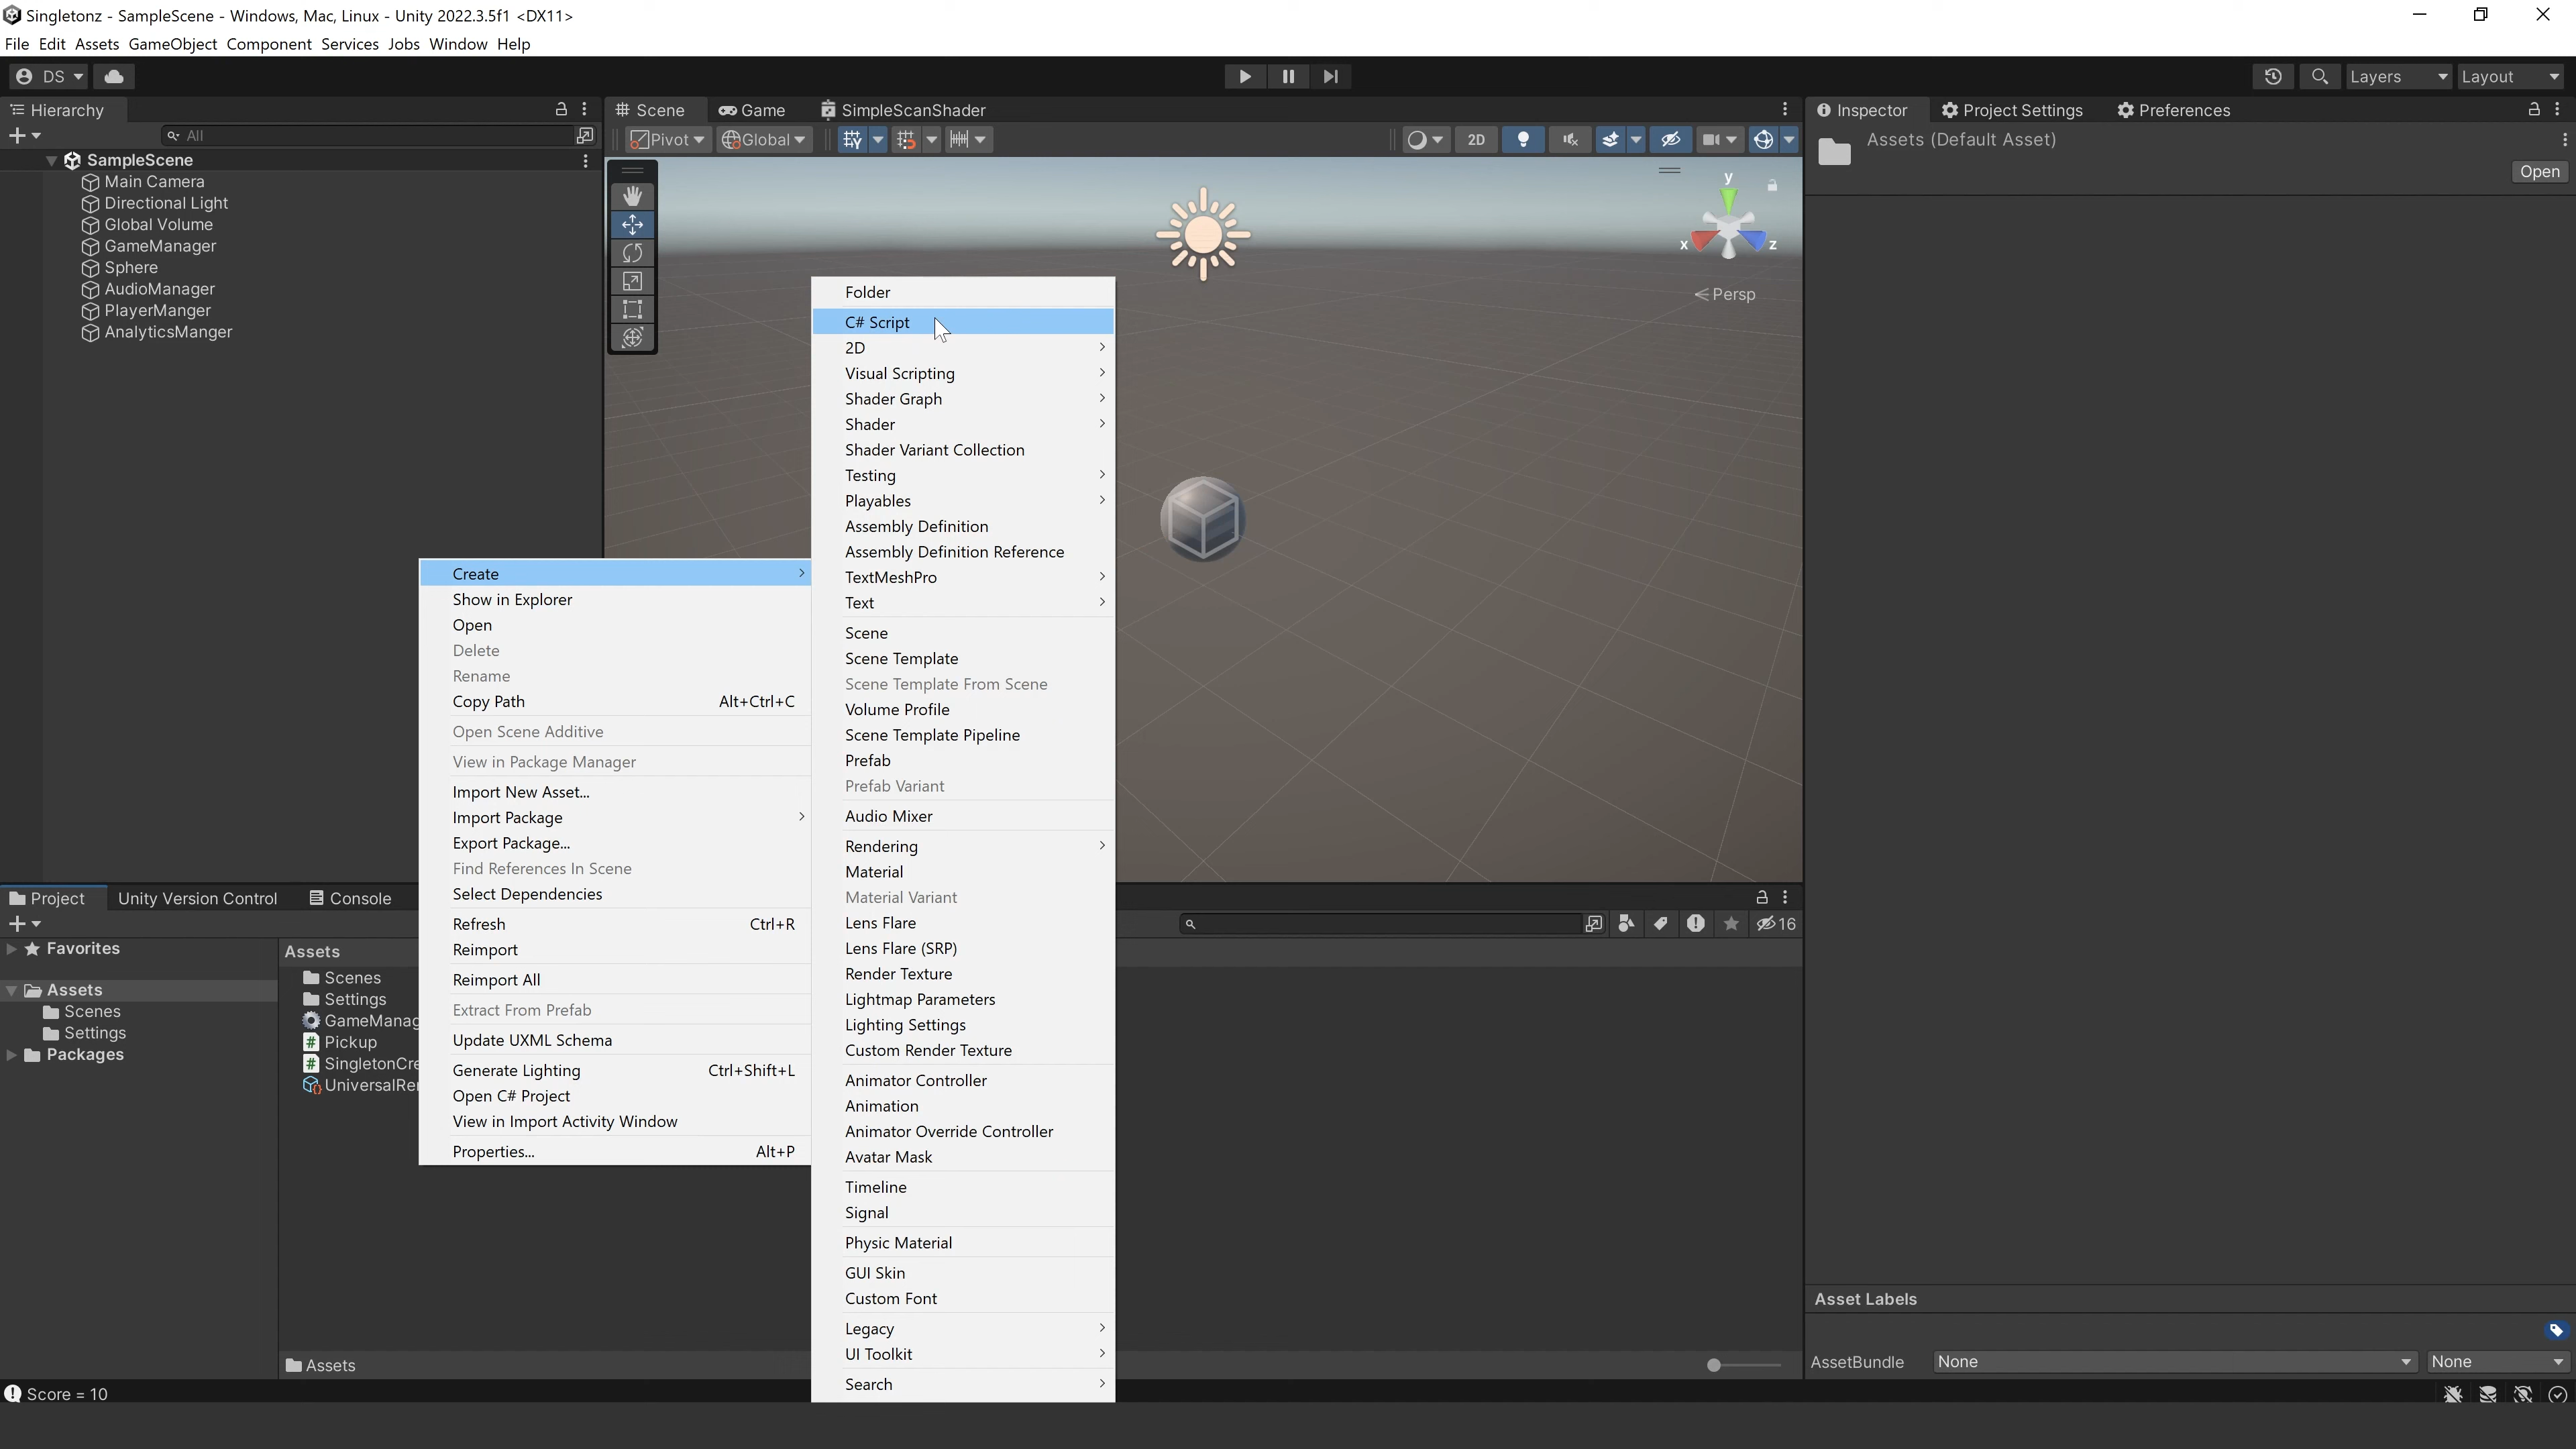 Singletonz - SampleScene - Windows, Mac, Linux - Unity 2022.3.5f1 <DX11>
File Edit Assets GameObject Component Services Jobs Window Help
DS
Layers
Layout
Hierarchy
All
SampleScene
Main Camera
Directional Light
Global Volume
GameManager
Sphere
AudioManager
PlayerManger
AnalyticsManger
Scene
Game
SimpleScanShader
Pivot
Global
2D
y
x
z
Persp
Inspector
Project Settings
Preferences
Assets (Default Asset)
Open
Create
Show in Explorer
Open
Delete
Rename
Copy Path Alt+Ctrl+C
Open Scene Additive
View in Package Manager
Import New Asset...
Import Package
Export Package...
Find References In Scene
Select Dependencies
Refresh Ctrl+R
Reimport
Reimport All
Extract From Prefab
Update UXML Schema
Generate Lighting Ctrl+Shift+L
Open C# Project
View in Import Activity Window
Properties... Alt+P
Folder
C# Script
2D
Visual Scripting
Shader Graph
Shader
Shader Variant Collection
Testing
Playables
Assembly Definition
Assembly Definition Reference
TextMeshPro
Text
Scene
Scene Template
Scene Template From Scene
Volume Profile
Scene Template Pipeline
Prefab
Prefab Variant
Audio Mixer
Rendering
Material
Material Variant
Lens Flare
Lens Flare (SRP)
Render Texture
Lightmap Parameters
Lighting Settings
Custom Render Texture
Animator Controller
Animation
Animator Override Controller
Avatar Mask
Timeline
Signal
Physic Material
GUI Skin
Custom Font
Legacy
UI Toolkit
Search
Project
Unity Version Control
Console
16
Favorites
Assets
Scenes
Settings
Packages
Assets
Scenes
Settings
GameManag
Pickup
SingletonCre
UniversalRe
Assets
Asset Labels
AssetBundle None None
Score = 10